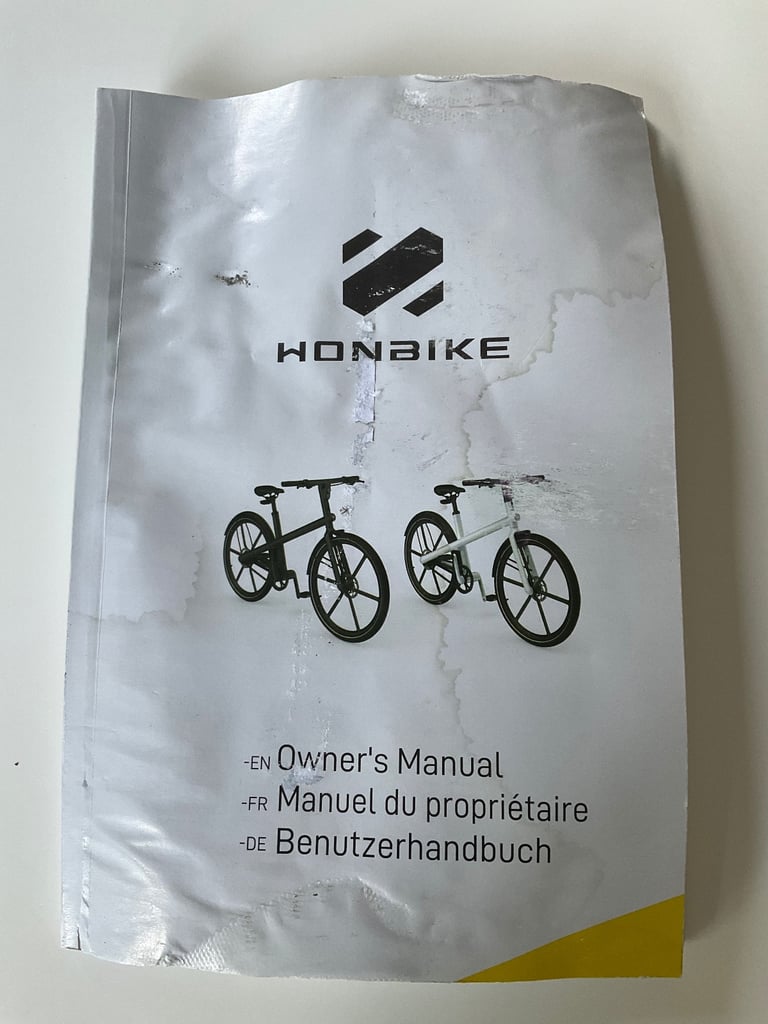 HONBIKE
-EN Owner's Manual
-FR Manuel du propriétaire
-DE Benutzerhandbuch